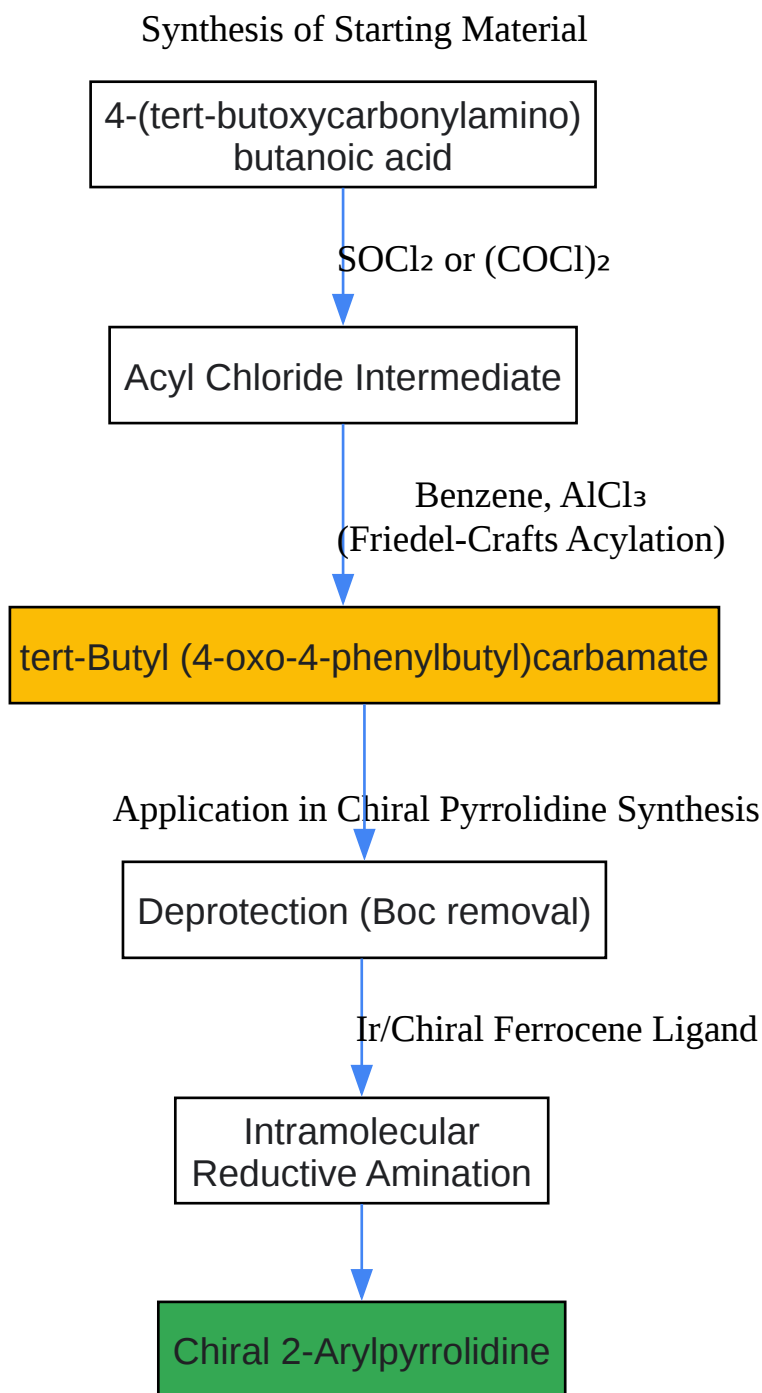 Synthesis of Starting Material
4-(tert-butoxycarbonylamino)
butanoic acid
SOCl₂ or (COCl)₂
Acyl Chloride Intermediate
Benzene, AlCl₃
(Friedel-Crafts Acylation)
tert-Butyl (4-oxo-4-phenylbutyl)carbamate
Application in Chiral Pyrrolidine Synthesis
Deprotection (Boc removal)
Ir/Chiral Ferrocene Ligand
Intramolecular
Reductive Amination
Chiral 2-Arylpyrrolidine